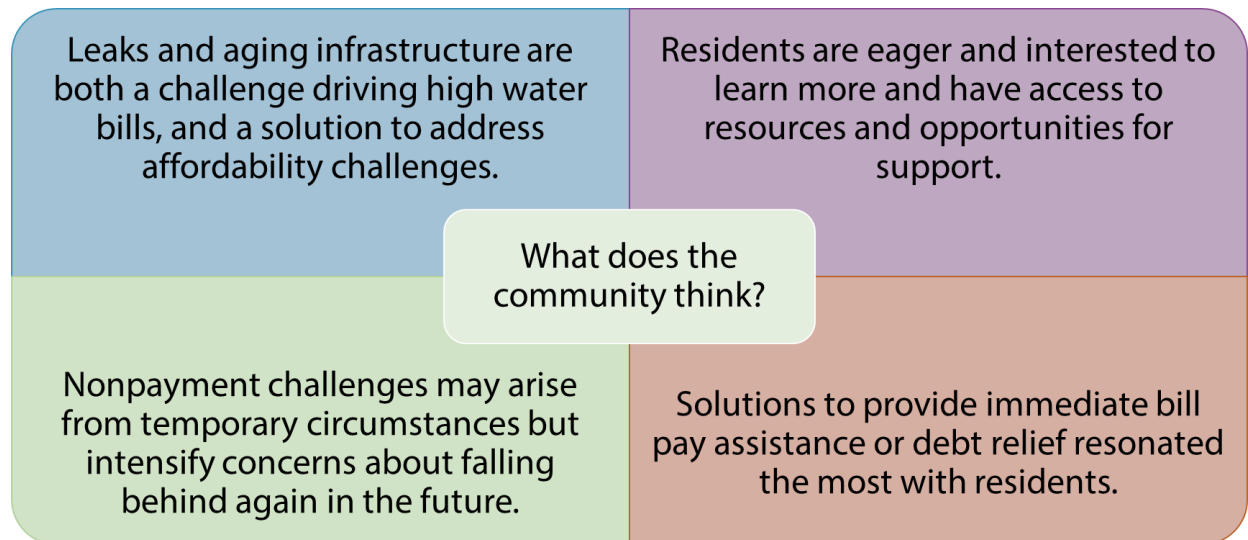 Leaks and aging infrastructure are
both a challenge driving high water
bills, and a solution to address
affordability challenges.
Residents are eager and interested to
learn more and have access to
resources and opportunities for
support.
What does the
community think?
Nonpayment challenges may arise
from temporary circumstances but
intensify concerns about falling
behind again in the future.
Solutions to provide immediate bill
pay assistance or debt relief resonated
the most with residents.